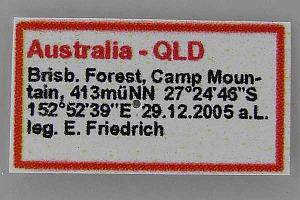 Australia - QLD
Brisb. Forest, Camp Moun-
tain, 413müNN 27°24'46"S
152°52'39"E 29.12.2005 a.L.
leg. E. Friedrich